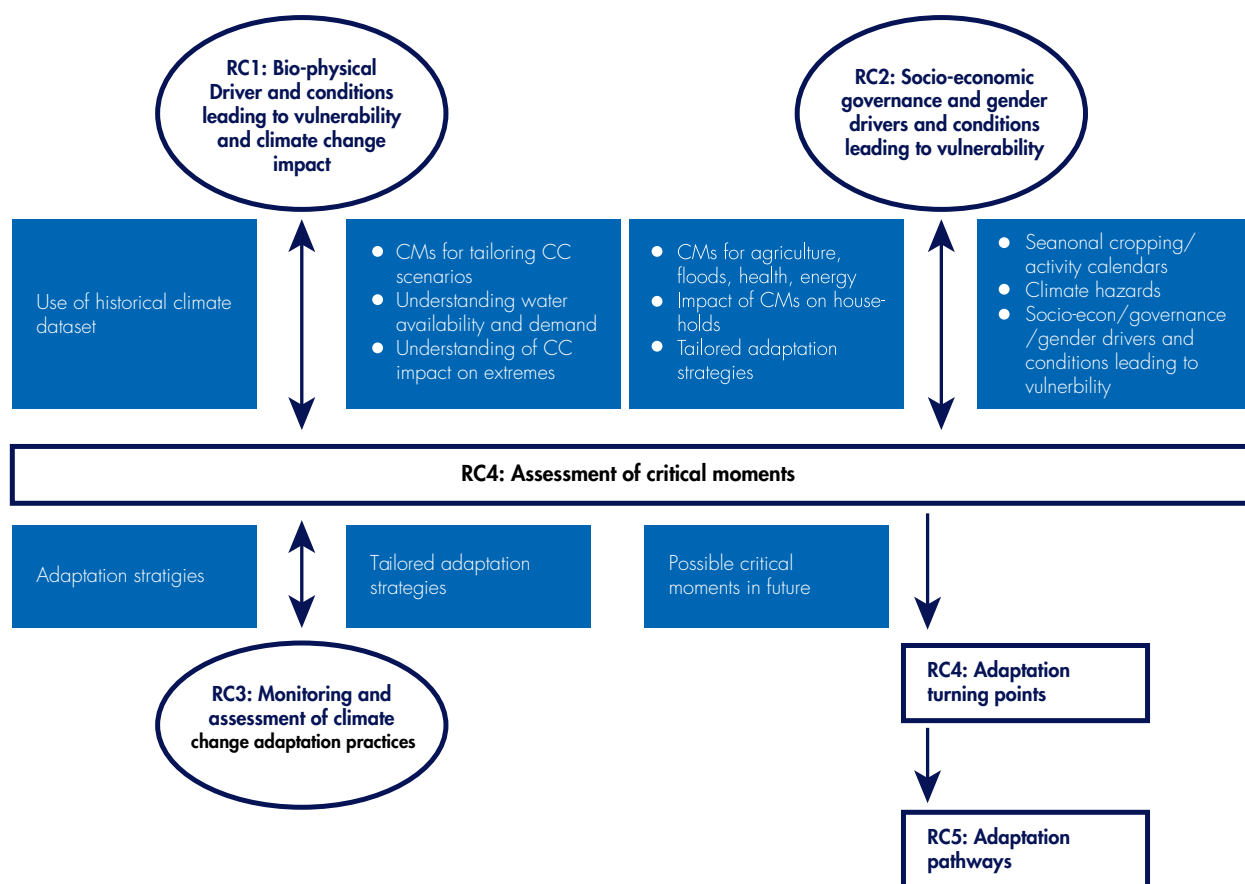 RC1: Bio-physical
Driver and conditions
leading to vulnerability
and climate change
impact
RC2: Socio-economic
governance and gender
drivers and conditions
leading to vulnerability
Use of historical climate
dataset
● CMs for tailoring CC
scenarios
● Understanding water
availability and demand
● Understanding of CC
impact on extremes
● CMs for agriculture,
floods, health, energy
● Impact of CMs on house-
holds
● Tailored adaptation
strategies
● Seanonal cropping/
activity calendars
● Climate hazards
● Socio-econ/governance
/gender drivers and
conditions leading to
vulnerbility
RC4: Assessment of critical moments
Adaptation stratigies
Tailored adaptation
strategies
Possible critical
moments in future
RC3: Monitoring and
assessment of climate
change adaptation practices
RC4: Adaptation
turning points
RC5: Adaptation
pathways